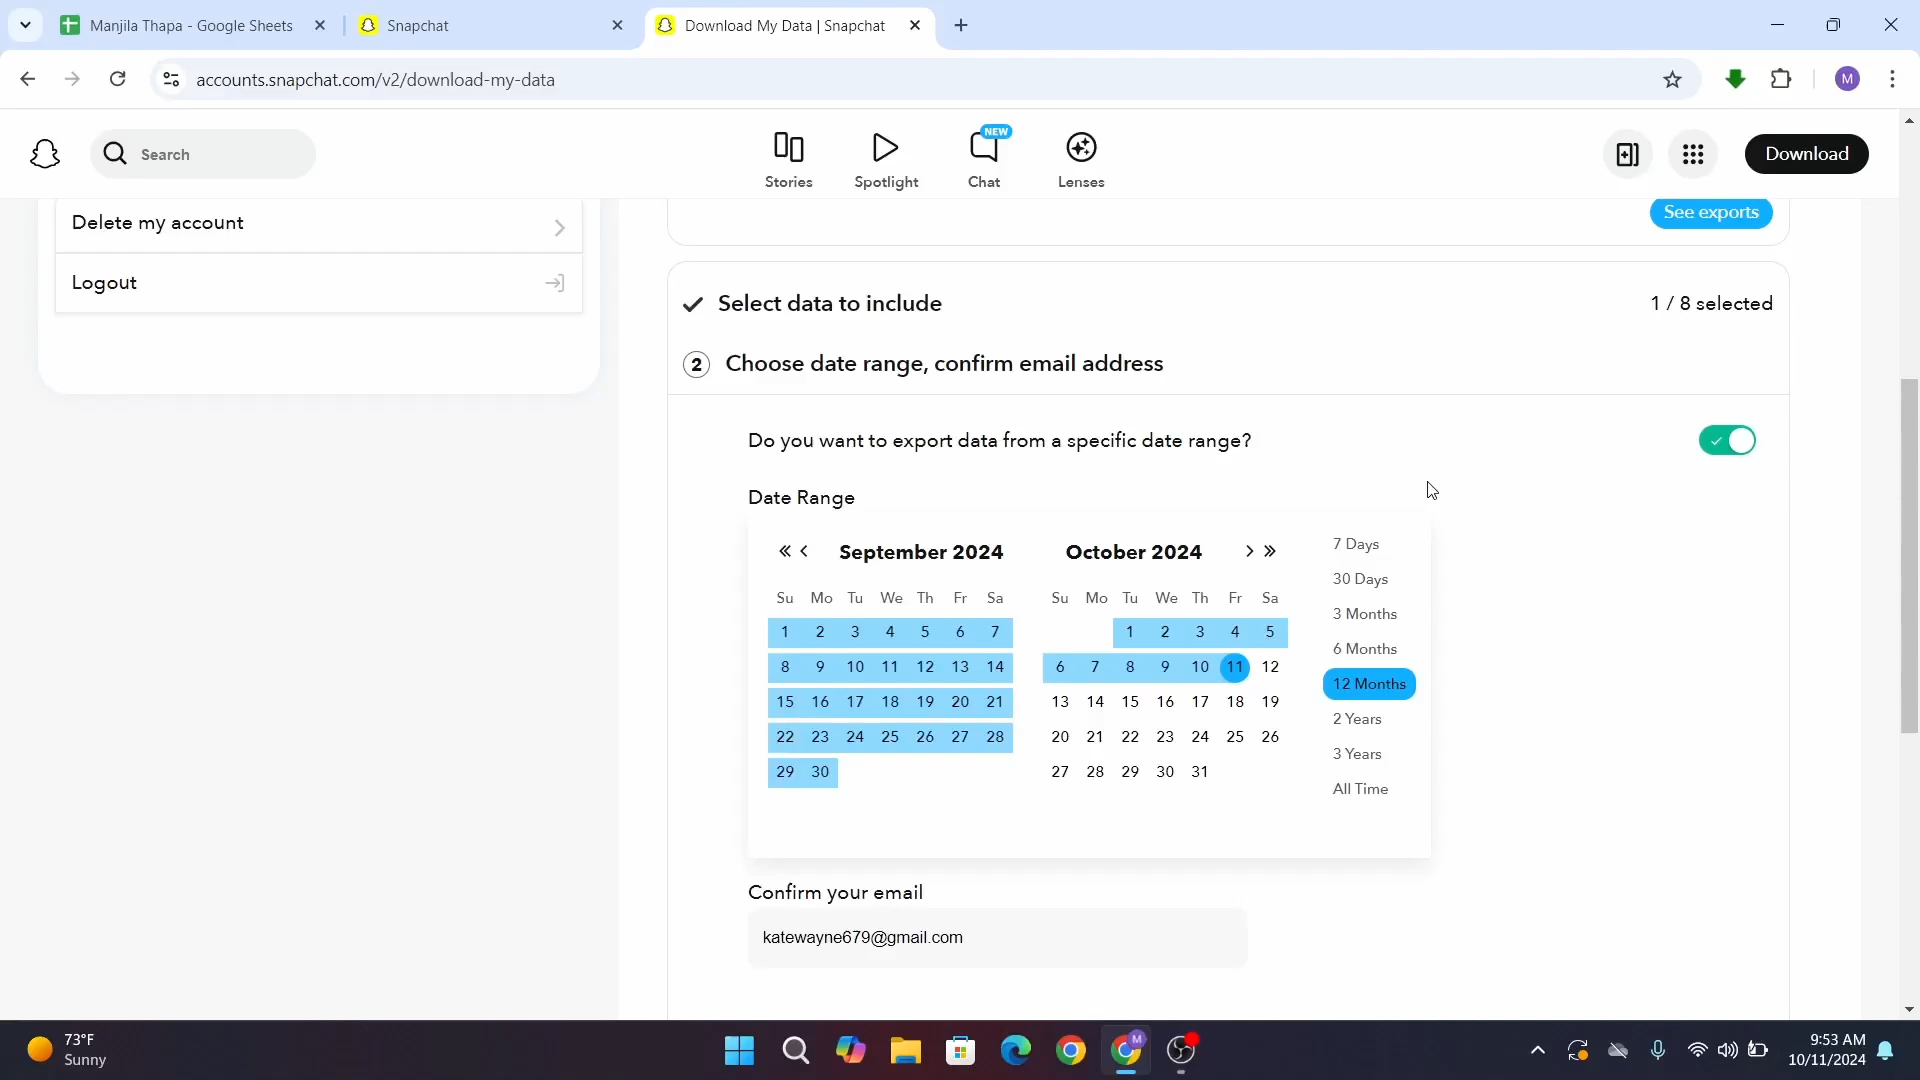 Manjila Thapa - Google Sheets
Snapchat
Download My Data | Snapchat
accounts.snapchat.com/v2/download-my-data
M
Search
Stories
Spotlight
NEW
Chat
Lenses
Download
Delete my account
Logout
See exports
Select data to include
1 / 8 selected
2 Choose date range, confirm email address
Do you want to export data from a specific date range?
Date Range
« ‹ September 2024
October 2024 › »
Su Mo Tu We Th Fr Sa
Su Mo Tu We Th Fr Sa
1 2 3 4 5 6 7
1 2 3 4 5
8 9 10 11 12 13 14
6 7 8 9 10 11 12
15 16 17 18 19 20 21
13 14 15 16 17 18 19
22 23 24 25 26 27 28
20 21 22 23 24 25 26
29 30
27 28 29 30 31
7 Days
30 Days
3 Months
6 Months
12 Months
2 Years
3 Years
All Time
Confirm your email
katewayne679@gmail.com
73°F
Sunny
M
9:53 AM
10/11/2024